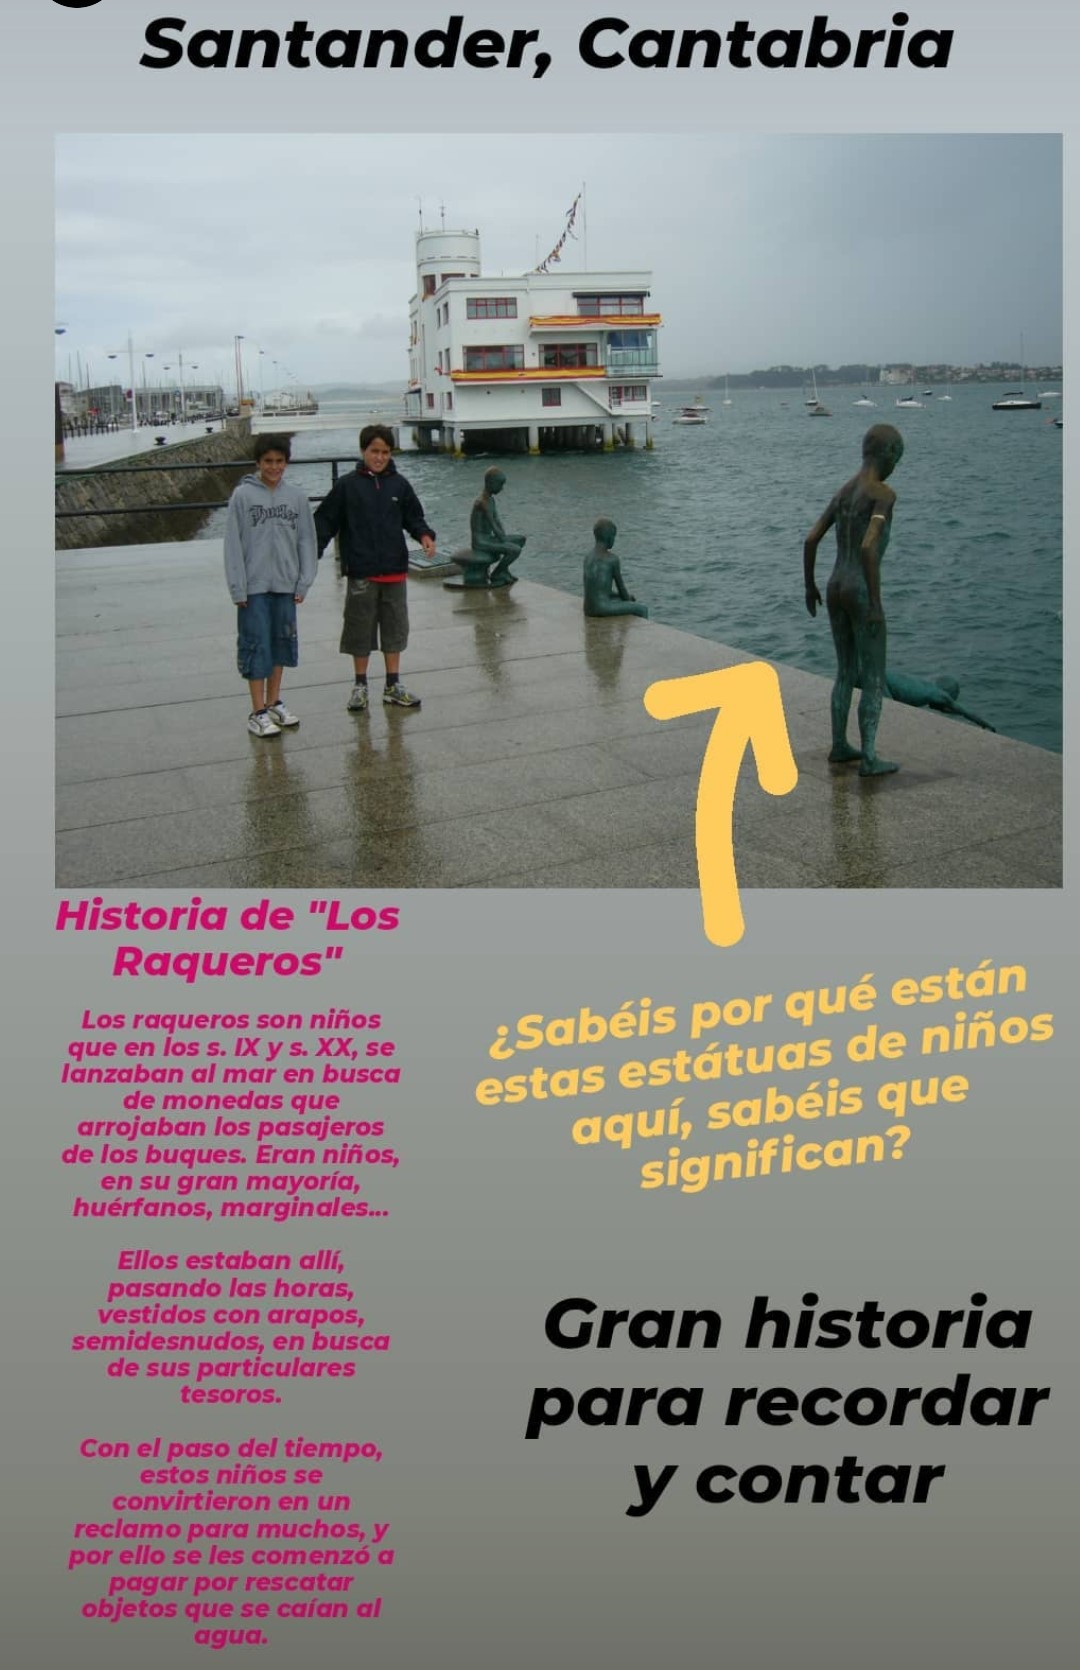 Santander, Cantabria
Historia de "Los
Raqueros"
Los raqueros son niños
que en los s. IX y s. XX, se
lanzaban al mar en busca
de monedas que
arrojaban los pasajeros
de los buques. Eran niños,
en su gran mayoría,
huérfanos, marginales...
Ellos estaban allí,
pasando las horas,
vestidos con arapos,
semidesnudos, en busca
de sus particulares
tesoros.
Con el paso del tiempo,
estos niños se
convirtieron en un
reclamo para muchos, y
por ello se les comenzó a
pagar por rescatar
objetos que se caían al
agua.
¿Sabéis por qué están
estas estátuas de niños
aquí, sabéis que
significan?
Gran historia
para recordar
y contar